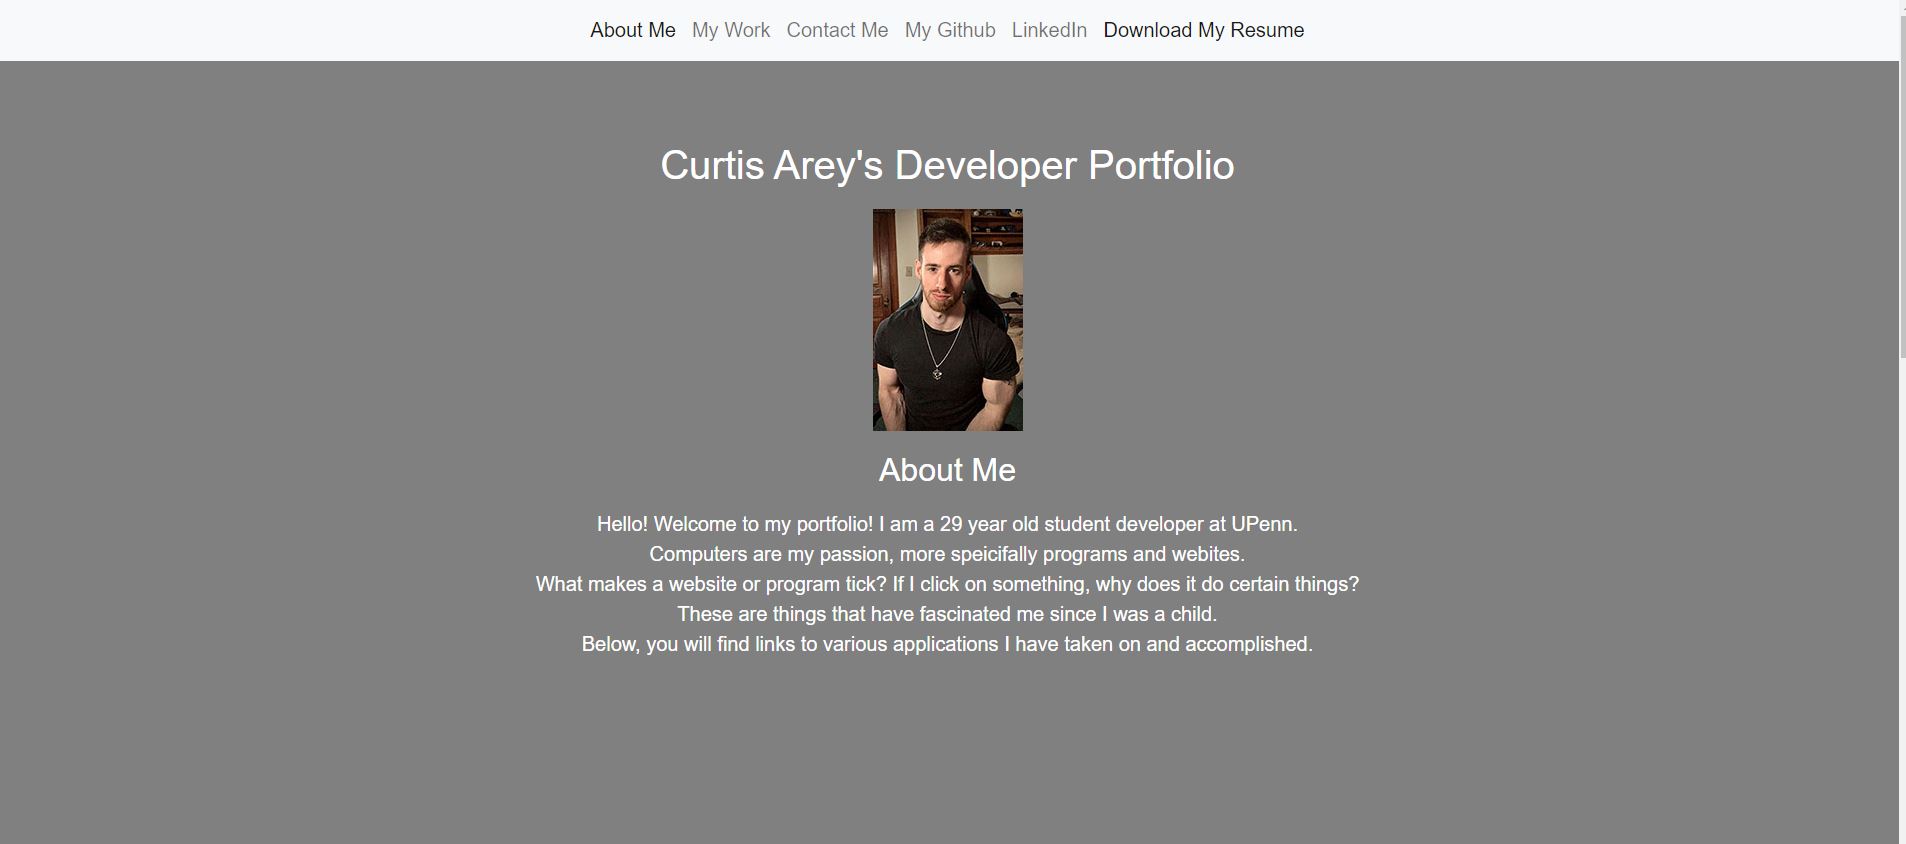 About Me My Work Contact Me My Github LinkedIn Download My Resume
Curtis Arey's Developer Portfolio
About Me
Hello! Welcome to my portfolio! I am a 29 year old student developer at UPenn.
Computers are my passion, more speicifally programs and webites.
What makes a website or program tick? If I click on something, why does it do certain things?
These are things that have fascinated me since I was a child.
Below, you will find links to various applications I have taken on and accomplished.